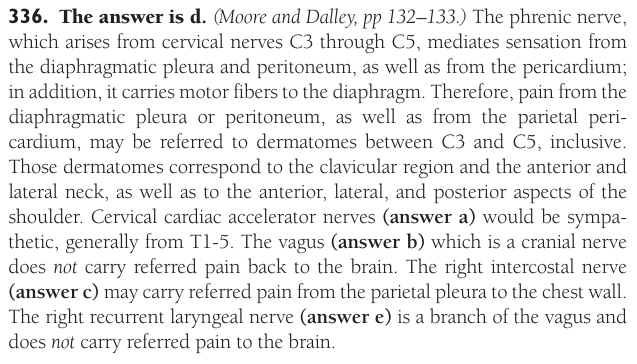 336. The answer is d. (Moore and Dalley, pp 132–133.) The phrenic nerve,
which arises from cervical nerves C3 through C5, mediates sensation from
the diaphragmatic pleura and peritoneum, as well as from the pericardium;
in addition, it carries motor fibers to the diaphragm. Therefore, pain from the
diaphragmatic pleura or peritoneum, as well as from the parietal peri-
cardium, may be referred to dermatomes between C3 and C5, inclusive.
Those dermatomes correspond to the clavicular region and the anterior and
lateral neck, as well as to the anterior, lateral, and posterior aspects of the
shoulder. Cervical cardiac accelerator nerves (answer a) would be sympa-
thetic, generally from T1-5. The vagus (answer b) which is a cranial nerve
does not carry referred pain back to the brain. The right intercostal nerve
(answer c) may carry referred pain from the parietal pleura to the chest wall.
The right recurrent laryngeal nerve (answer e) is a branch of the vagus and
does not carry referred pain to the brain.